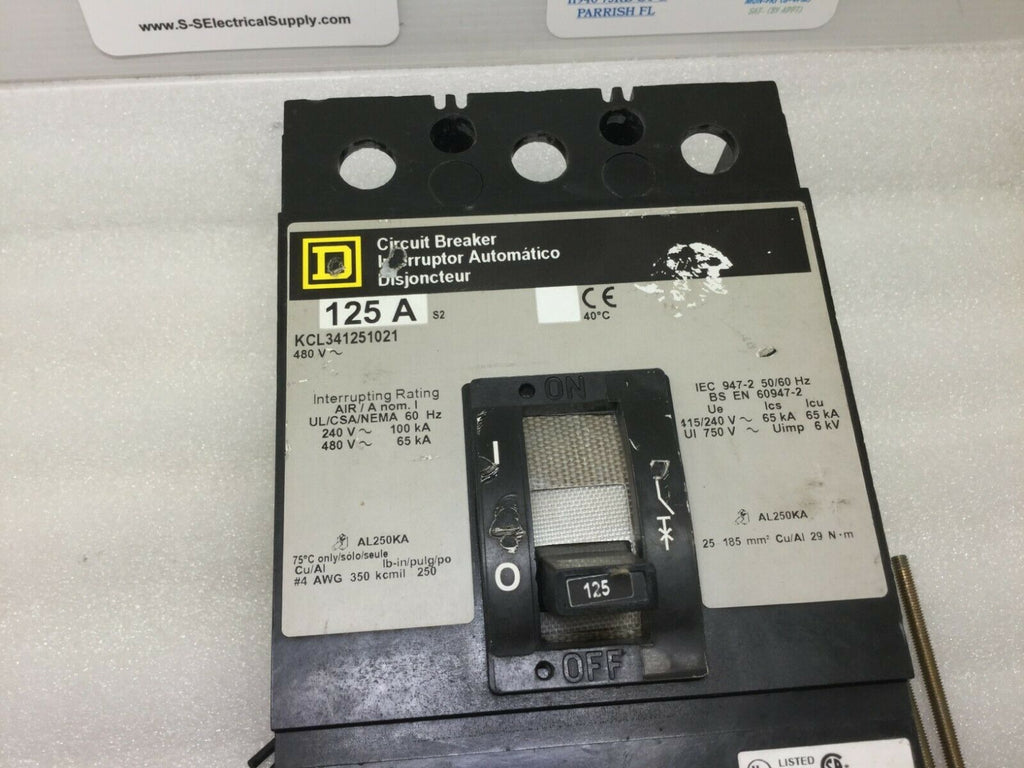 www.S-SElectricalSupply.com
PARRISH FL
D
Circuit Breaker
Interruptor Automático
Disjoncteur
125 A S2
CE
40°C
KCL341251021
480 V ~
Interrupting Rating
AIR / A nom. I
UL/CSA/NEMA 60 Hz
240 V ~ 100 kA
480 V ~ 65 kA
IEC 947-2 50/60 Hz
BS EN 60947-2
Ue Ics Icu
415/240 V ~ 65 kA 65 kA
UI 750 V ~ Uimp 6 kV
AL250KA
75°C only/solo/seule
Cu/Al lb-in/pulg/po
#4 AWG 350 kcmil 250
AL250KA
25 185 mm² Cu/Al 29 N·m
ON
I
O
125
OFF
UL LISTED SA